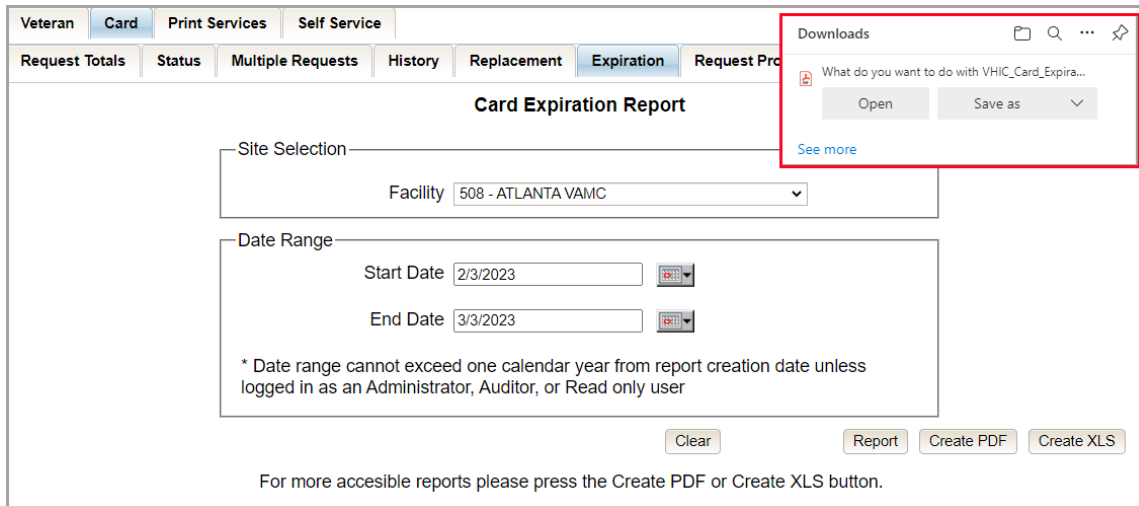 Veteran Card Print Services Self Service
Request Totals Status Multiple Requests History Replacement Expiration Request Pro
Downloads
What do you want to do with VHIC_Card_Expira...
Open Save as
See more
Card Expiration Report
Site Selection
Facility 508 - ATLANTA VAMC
Date Range
Start Date 2/3/2023
End Date 3/3/2023
* Date range cannot exceed one calendar year from report creation date unless
logged in as an Administrator, Auditor, or Read only user
Clear Report Create PDF Create XLS
For more accesible reports please press the Create PDF or Create XLS button.